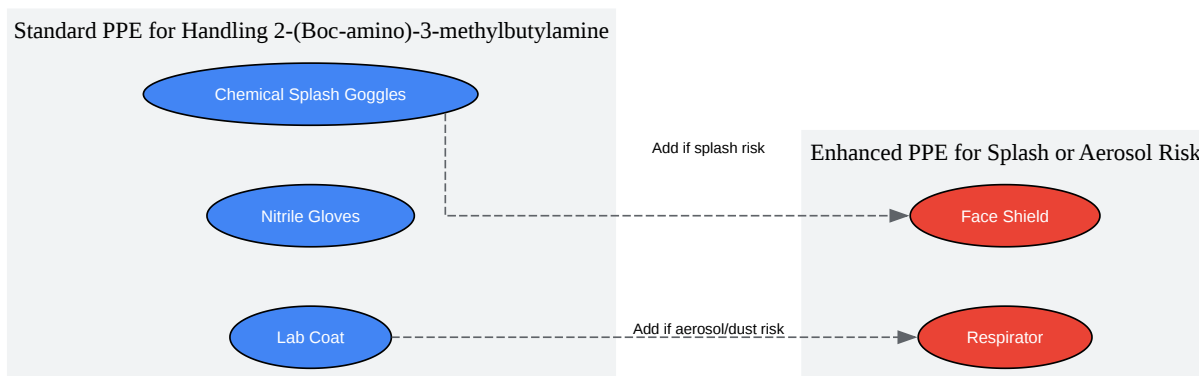 Standard PPE for Handling 2-(Boc-amino)-3-methylbutylamine
Chemical Splash Goggles
Nitrile Gloves
Lab Coat
Add if splash risk
Add if aerosol/dust risk
Enhanced PPE for Splash or Aerosol Risk
Face Shield
Respirator